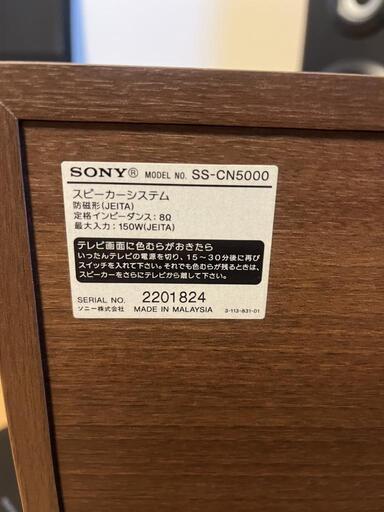 SONY® MODEL NO. SS-CN5000
スピーカーシステム
防磁形(JEITA)
定格インピーダンス：8Ω
最大入力：150W(JEITA)
テレビ画面に色むらがおきたら
いったんテレビの電源を切り、15～30分後に再び
スイッチを入れて下さい。それでも色むらが残るときは、
スピーカーをさらにテレビから離して下さい。
SERIAL NO. 2201824
ソニー株式会社 MADE IN MALAYSIA 3-113-831-01